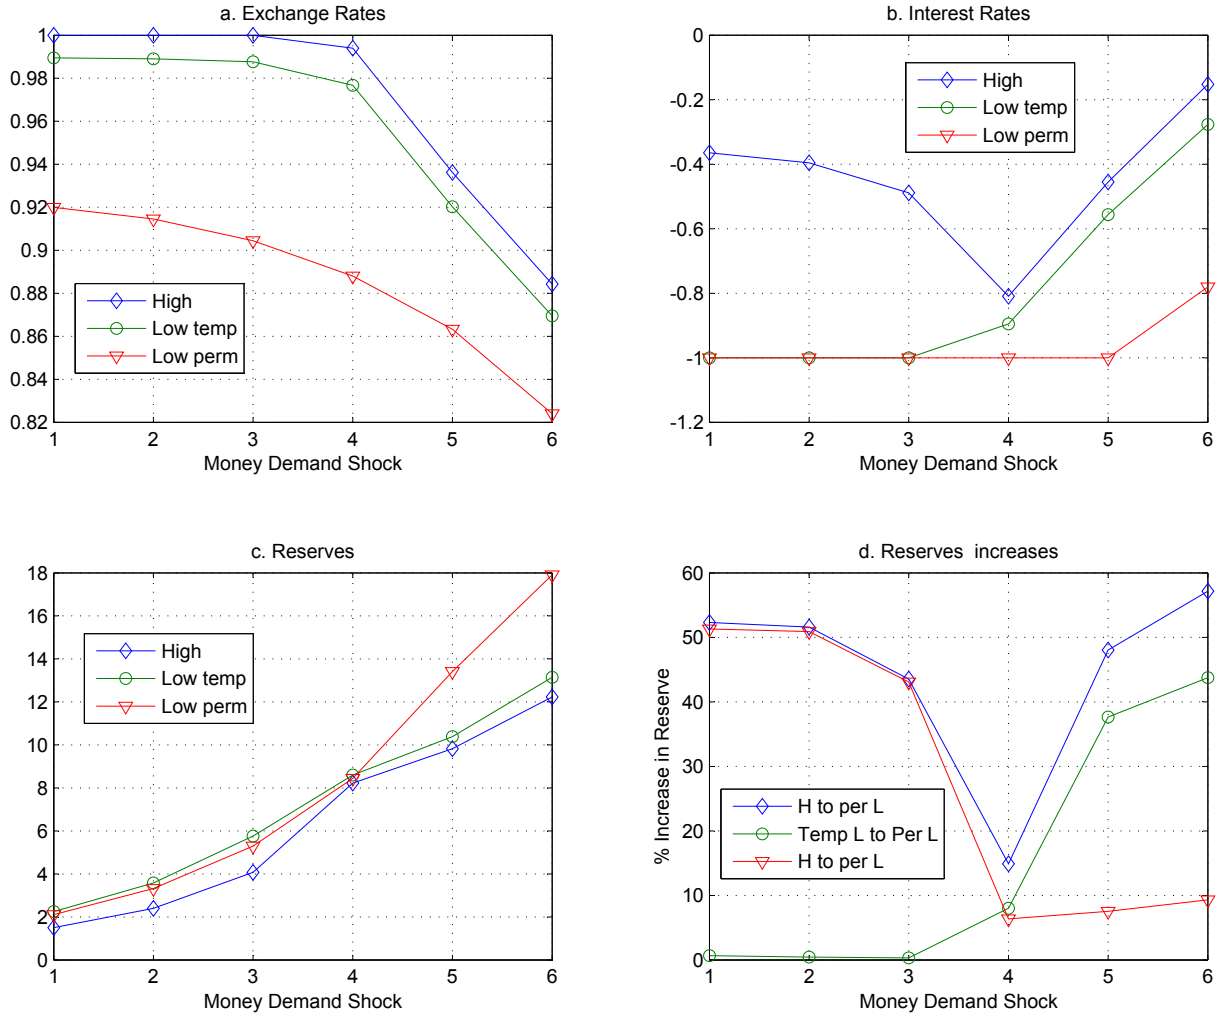 a. Exchange Rates
1
0.98
0.96
0.94
0.92
0.9
0.88
0.86
0.84
0.82
High
Low temp
Low perm
1 2 3 4 5 6
Money Demand Shock
b. Interest Rates
0
-0.2
-0.4
-0.6
-0.8
-1
-1.2
High
Low temp
Low perm
1 2 3 4 5 6
Money Demand Shock
c. Reserves
18
16
14
12
10
8
6
4
2
0
High
Low temp
Low perm
1 2 3 4 5 6
Money Demand Shock
d. Reserves increases
% Increase in Reserve
60
50
40
30
20
10
0
H to per L
Temp L to Per L
H to per L
1 2 3 4 5 6
Money Demand Shock